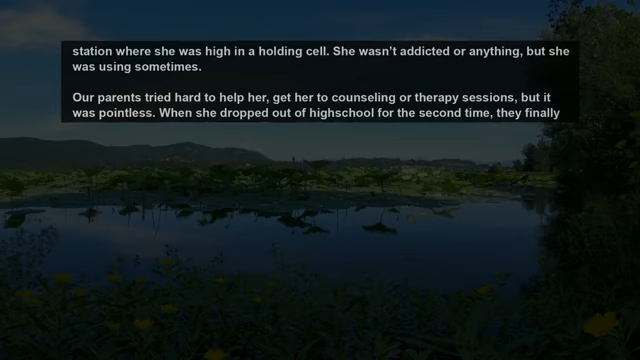 station where she was high in a holding cell. She wasn't addicted or anything, but she
was using sometimes.
Our parents tried hard to help her, get her to counseling or therapy sessions, but it
was pointless. When she dropped out of highschool for the second time, they finally